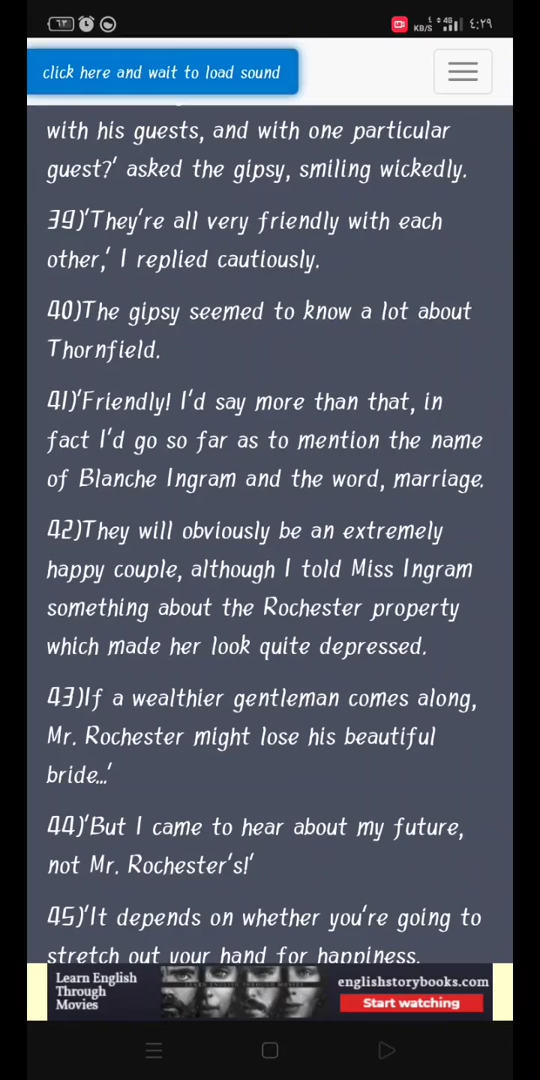 ٦٣
KB/S
4G
٤:٢٩
click here and wait to load sound
with his guests, and with one particular
guest?' asked the gipsy, smiling wickedly.
39)'They're all very friendly with each
other,' I replied cautiously.
40)The gipsy seemed to know a lot about
Thornfield.
41)'Friendly! I'd say more than that, in
fact I'd go so far as to mention the name
of Blanche Ingram and the word, marriage.
42)They will obviously be an extremely
happy couple, although I told Miss Ingram
something about the Rochester property
which made her look quite depressed.
43)If a wealthier gentleman comes along,
Mr. Rochester might lose his beautiful
bride...'
44)'But I came to hear about my future,
not Mr. Rochester's!'
45)'It depends on whether you're going to
stretch out your hand for happiness.
Learn English
Through
Movies
englishstorybooks.com
Start watching